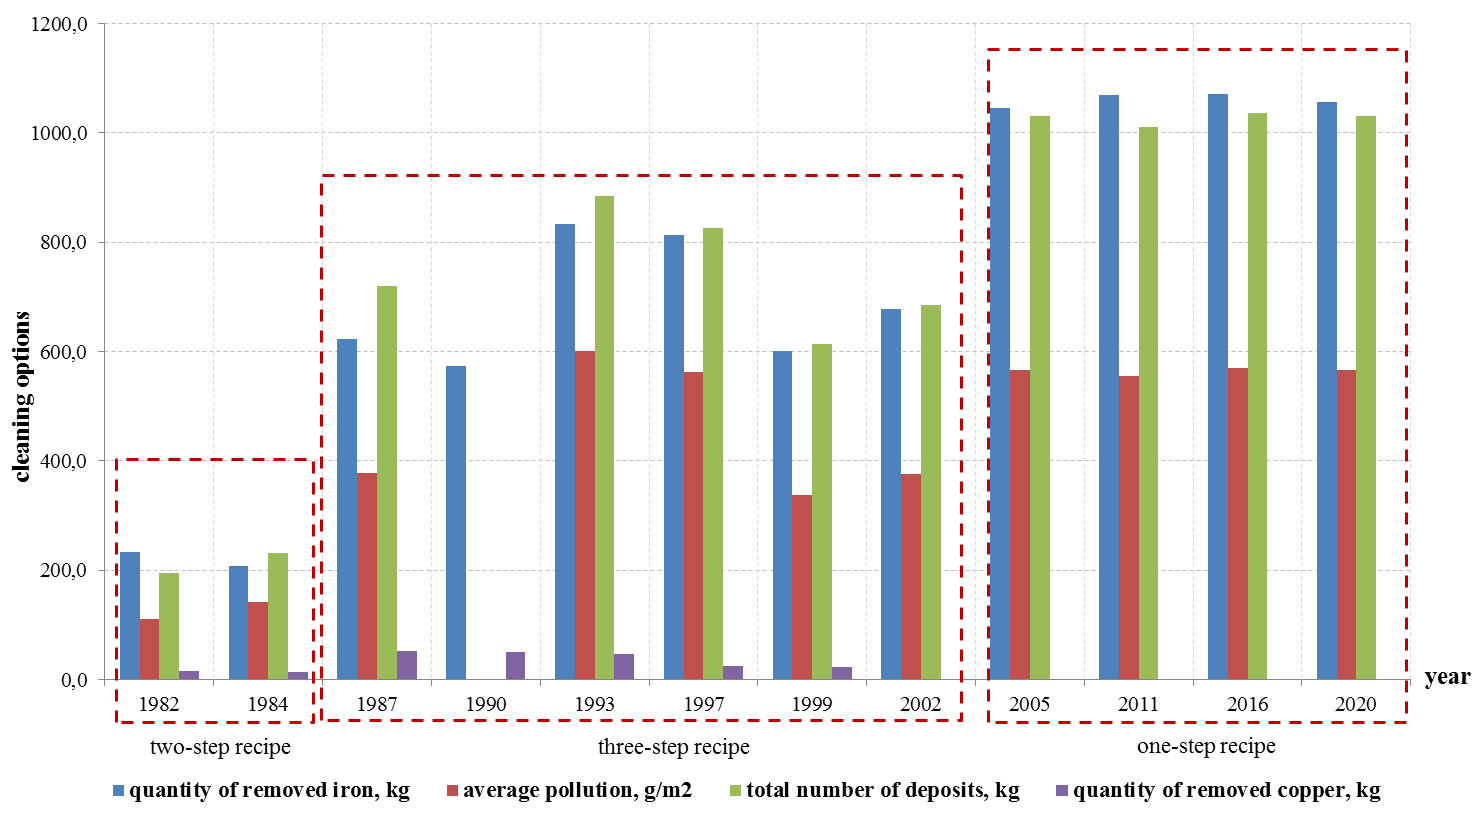 1200,0
1000,0
800,0
600,0
400,0
200,0
0,0
cleaning options
year
1982 1984 1987 1990 1993 1997 1999 2002 2005 2011 2016 2020
two-step recipe three-step recipe one-step recipe
quantity of removed iron, kg average pollution, g/m2 total number of deposits, kg quantity of removed copper, kg